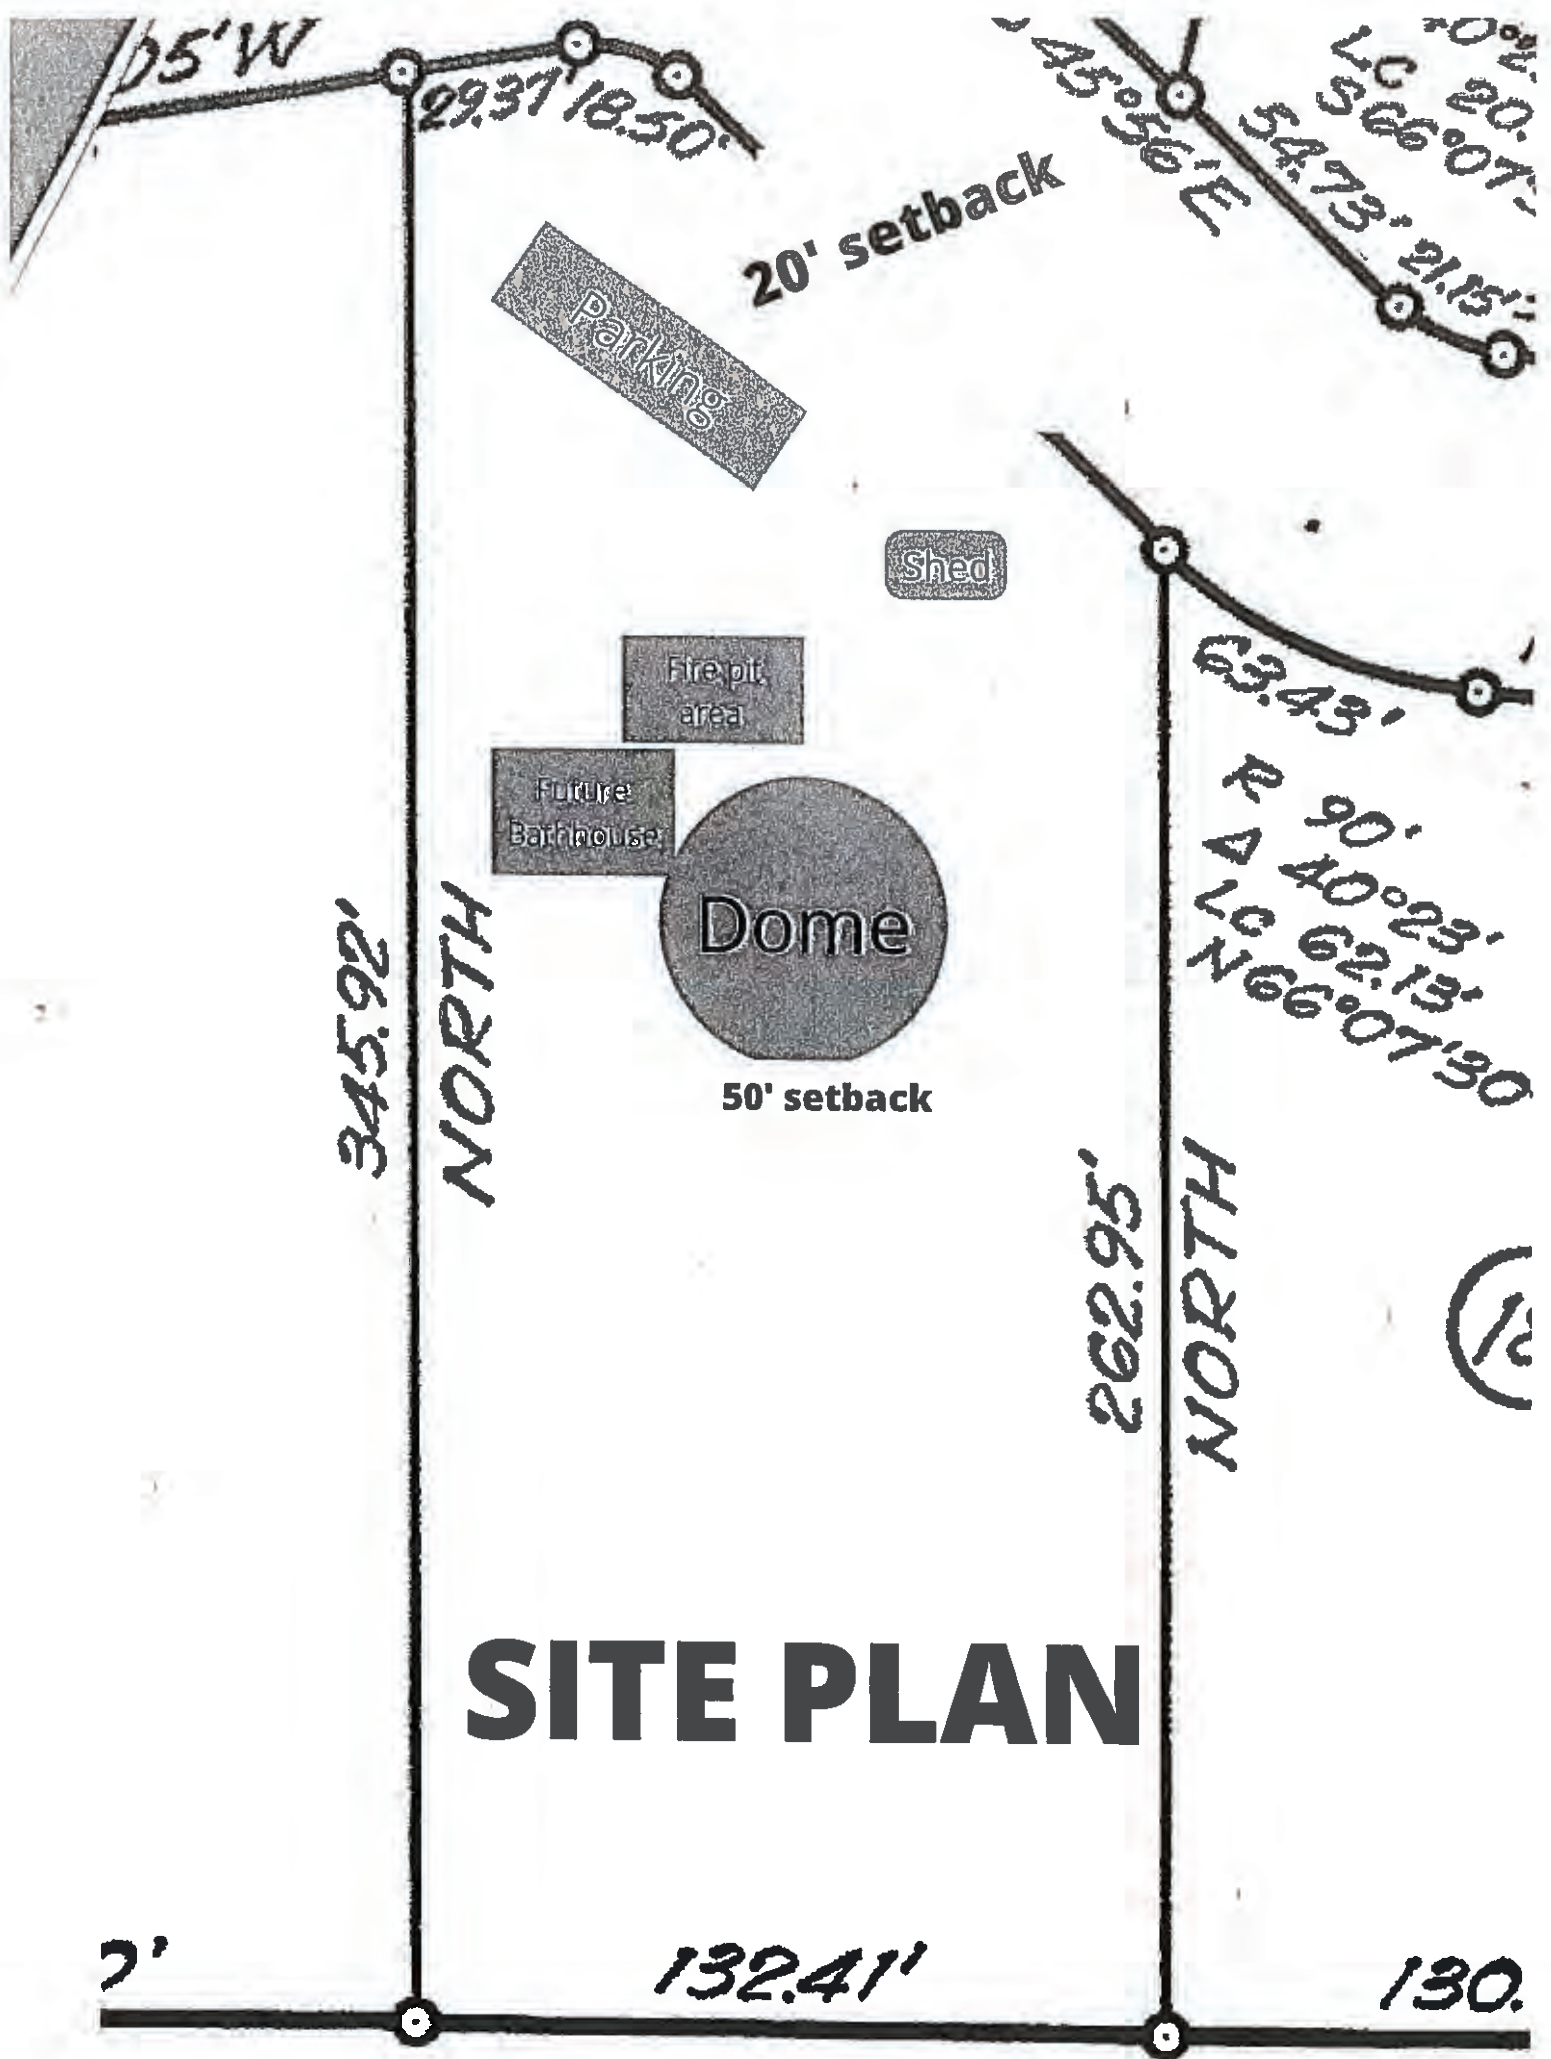 05'W
29.37'
18.50'
45°56'E
54.73'
21.15'
LC 20.
S66°07'
20' setback
Parking
Shed
Fire pit
area
Future
Bathhouse
Dome
50' setback
63.43'
R 90'
Δ 40°23'
LC 62.13'
N66°07'30
345.92'
NORTH
262.95'
NORTH
SITE PLAN
132.41'
130.